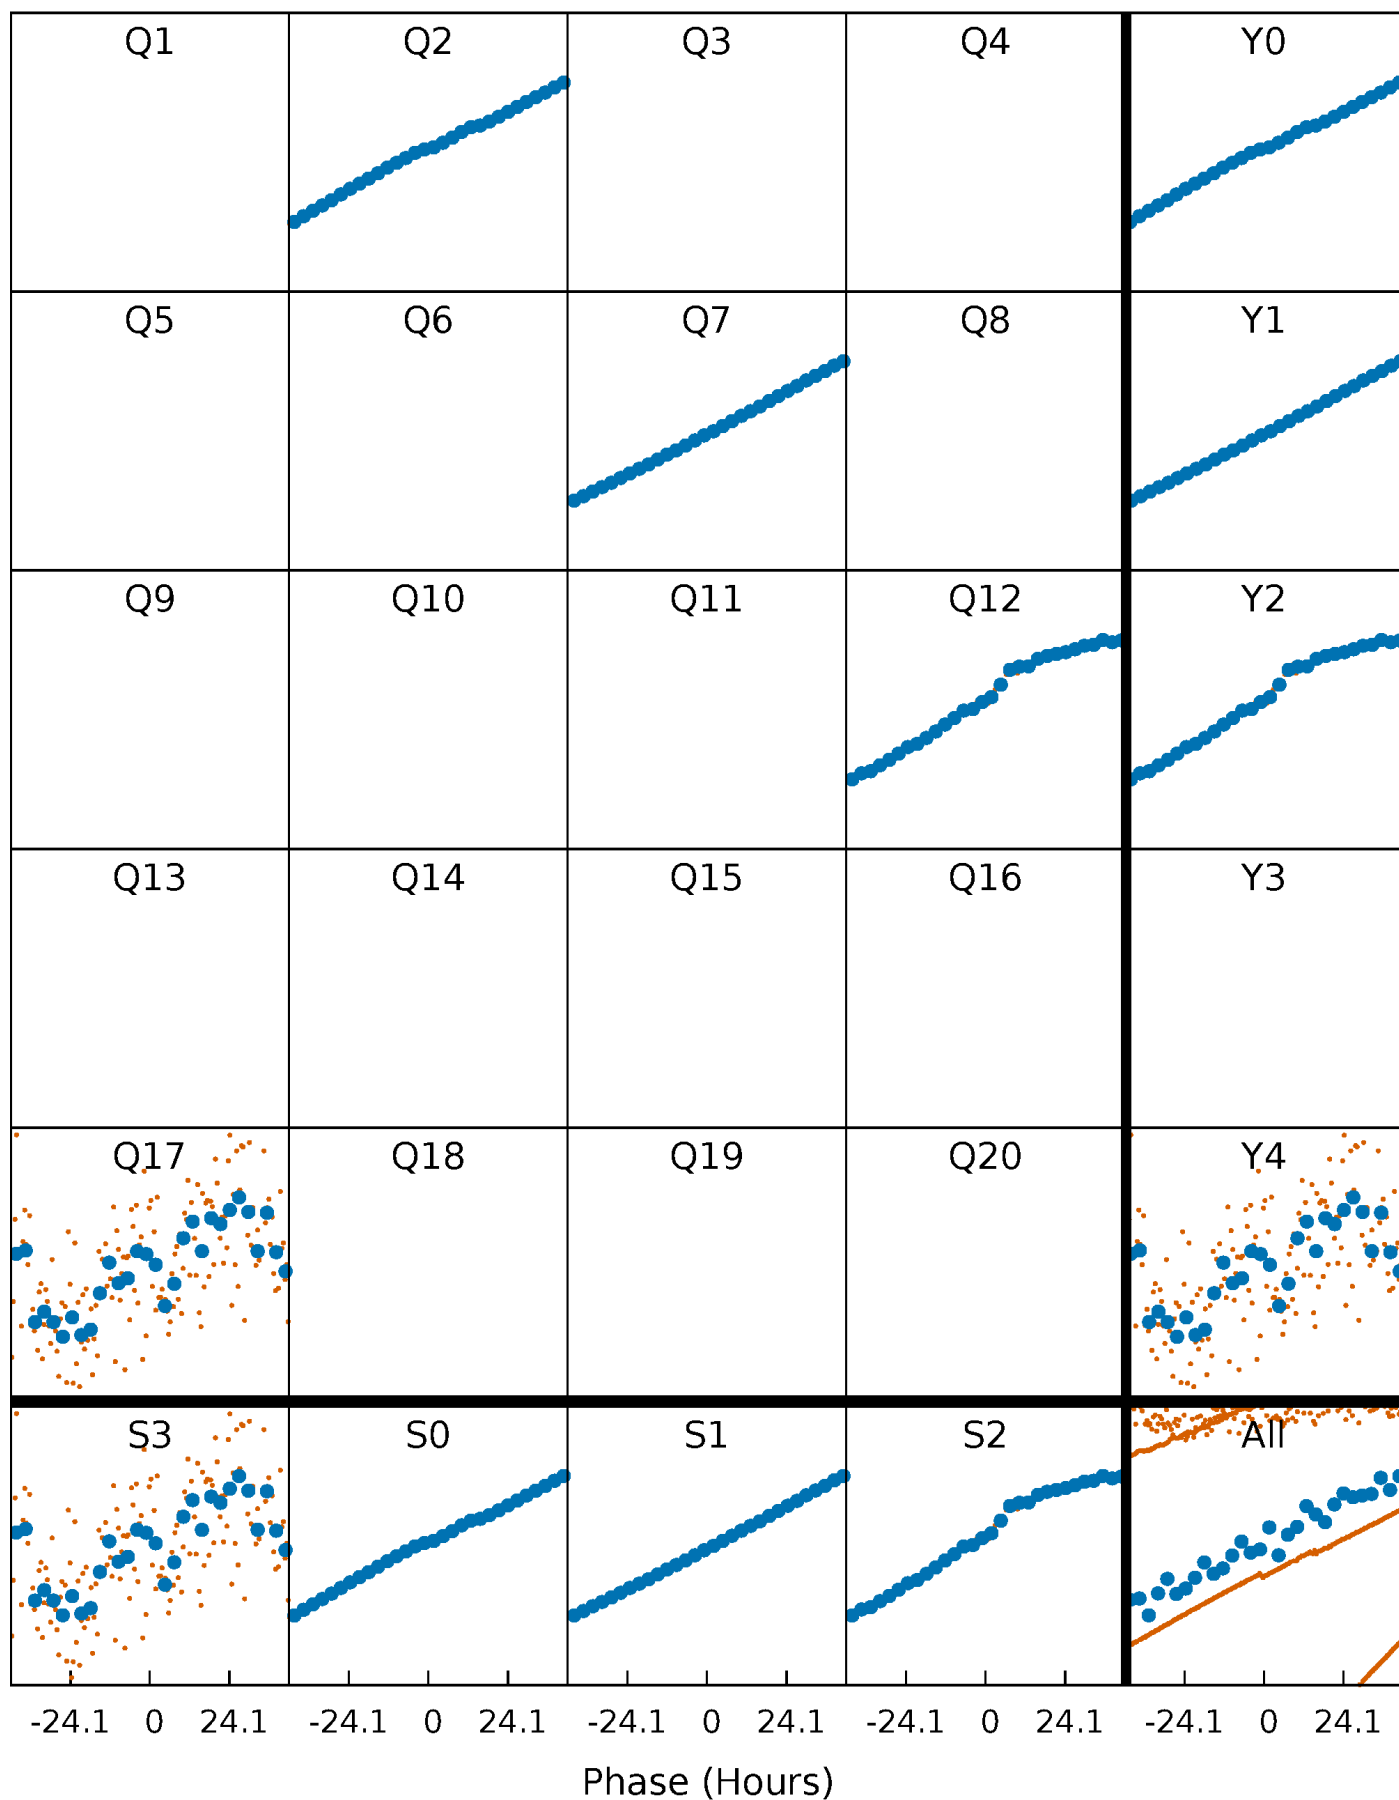 Q1 Q2 Q3 Q4 Y0
Q5 Q6 Q7 Q8 Y1
Q9 Q10 Q11 Q12 Y2
Q13 Q14 Q15 Q16 Y3
Q17 Q18 Q19 Q20 Y4
S3 S0 S1 S2 All
-24.1 0 24.1 -24.1 0 24.1 -24.1 0 24.1 -24.1 0 24.1 -24.1 0 24.1
Phase (Hours)